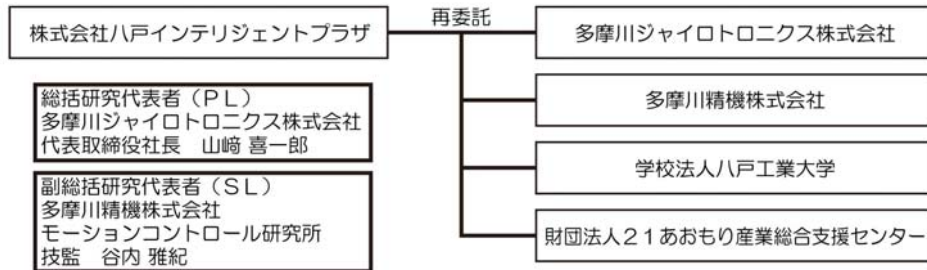 株式会社八戸インテリジェントプラザ
再委託
多摩川ジャイロトロニクス株式会社
多摩川精機株式会社
学校法人八戸工業大学
財団法人２１あおもり産業総合支援センター
総括研究代表者（ＰＬ）
多摩川ジャイロトロニクス株式会社
代表取締役社長　山﨑 喜一郎
副総括研究代表者（ＳＬ）
多摩川精機株式会社
モーションコントロール研究所
技監　谷内 雅紀